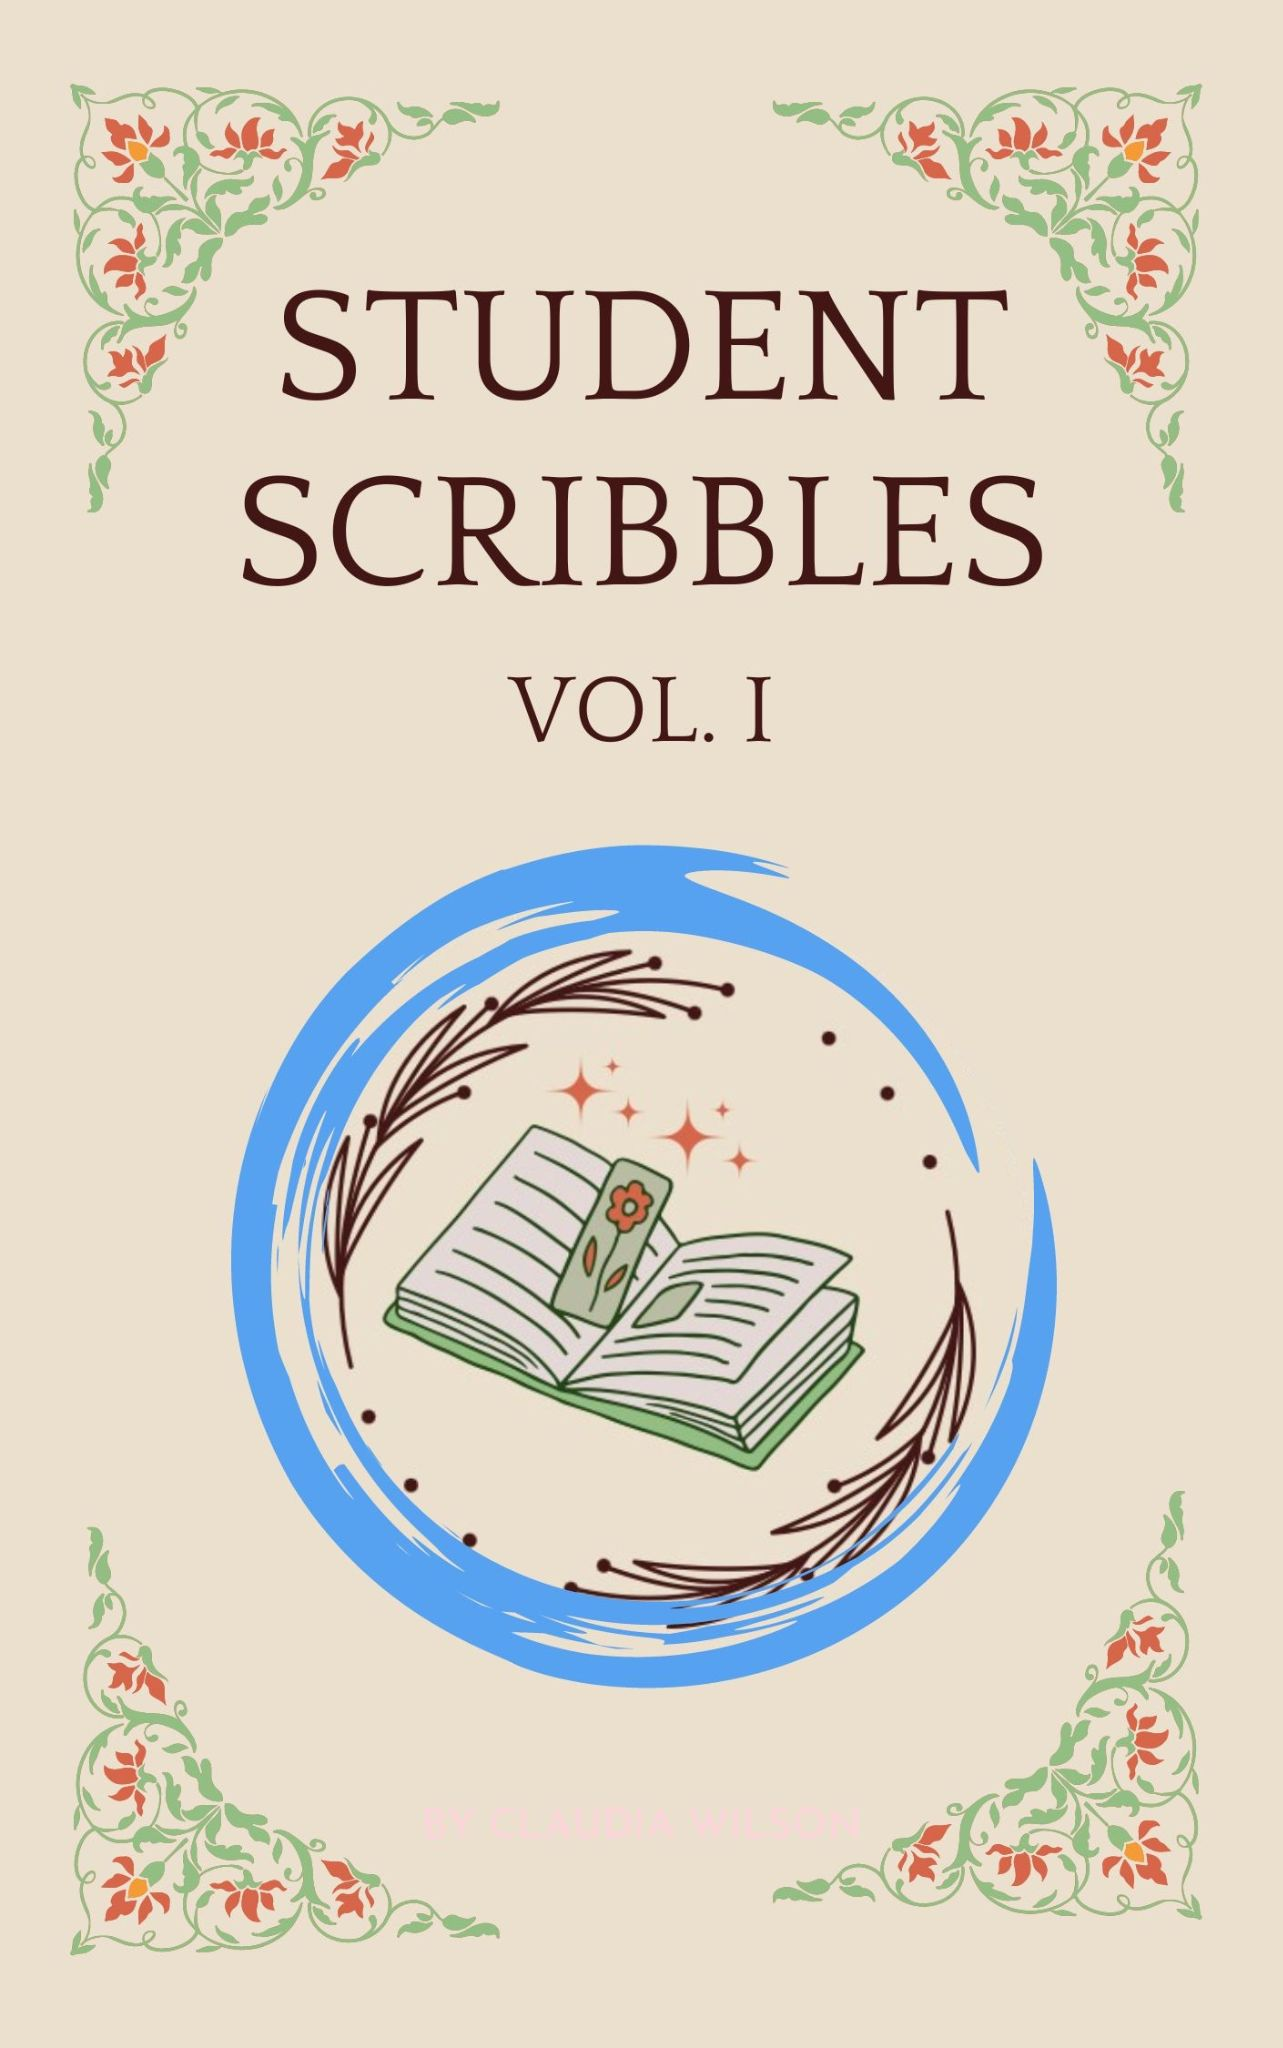 STUDENT
SCRIBBLES
VOL. I
BY CLAUDIA WILSON